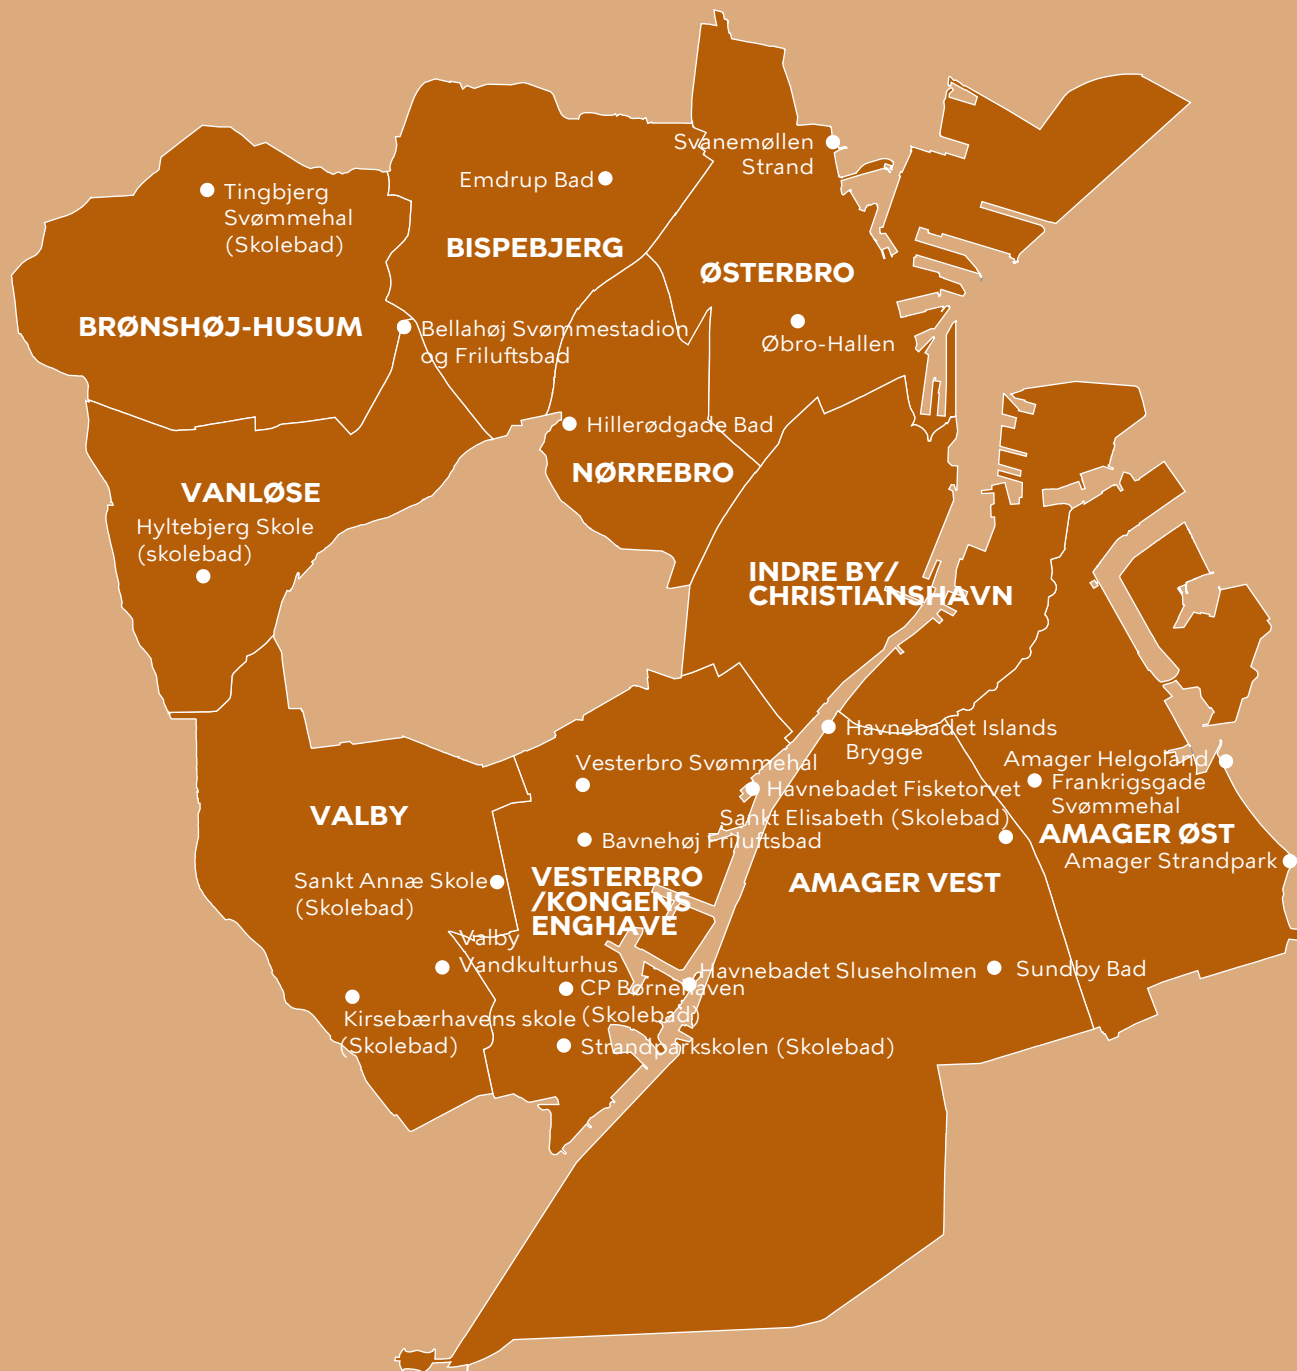 Svanemøllen
Strand
Emdrup Bad
Tingbjerg
Svømmehal
(Skolebad)
BISPEBJERG
ØSTERBRO
BRØNSHØJ-HUSUM
Bellahøj Svømmestadion
og Friluftsbad
Øbro-Hallen
Hillerødgade Bad
NØRREBRO
VANLØSE
Hyltebjerg Skole
(skolebad)
INDRE BY/
CHRISTIANSHAVN
Havnebadet Islands
Brygge
Vesterbro Svømmehal
Amager Helgoland
Frankrigsgade
Svømmehal
Havnebadet Fisketorvet
Sankt Elisabeth (Skolebad)
VALBY
AMAGER ØST
Bavnehøj Friluftsbad
Amager Strandpark
Sankt Annæ Skole
(Skolebad)
VESTERBRO
/KONGENS
ENGHAVE
AMAGER VEST
Valby
Vandkulturhus
Havnebadet Sluseholmen
Sundby Bad
CP Børnehaven
(Skolebad)
Kirsebærhavens skole
(Skolebad)
Strandparkskolen (Skolebad)